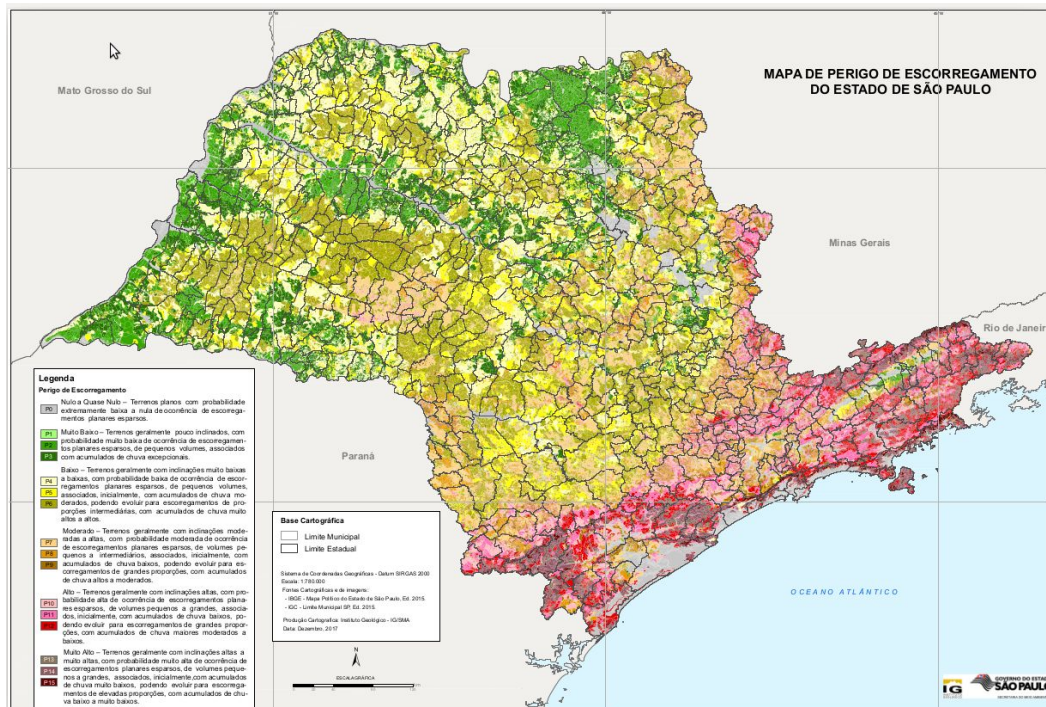 MAPA DE PERIGO DE ESCORREGAMENTO
DO ESTADO DE SÃO PAULO
Mato Grosso do Sul
Minas Gerais
Rio de Janeir
Paraná
OCEANO ATLÂNTICO
Legenda
Perigo de Escorregamento
P0
Nulo a Quase Nulo – Terrenos planos com probabilidade
extremamente baixa a nula de ocorrência de escorrega-
mentos planares esparsos.
P1
P2
P3
Muito Baixo – Terrenos geralmente pouco inclinados, com
probabilidade muito baixa de ocorrência de escorregamen-
tos planares esparsos, de pequenos volumes, associados
com acumulados de chuva excepcionais.
P4
P5
P6
Baixo – Terrenos geralmente com inclinações muito baixas
a baixas, com probabilidade baixa de ocorrência de escor-
regamentos planares esparsos, de pequenos volumes,
associados, inicialmente, com acumulados de chuva mo-
derados, podendo evoluir para escorregamentos de pro-
porções intermediárias, com acumulados de chuva muito
altos a altos.
P7
P8
P9
Moderado – Terrenos geralmente com inclinações mode-
radas a altas, com probabilidade moderada de ocorrência
de escorregamentos planares esparsos, de volumes pe-
quenos a intermediários, associados, inicialmente, com
acumulados de chuva baixos, podendo evoluir para es-
corregamentos de grandes proporções, com acumulados
de chuva altos a moderados.
P10
P11
P12
Alto – Terrenos geralmente com inclinações altas, com pro-
babilidade alta de ocorrência de escorregamentos plana-
res esparsos, de volumes pequenos a grandes, associa-
dos, inicialmente, com acumulados de chuva baixos, po-
dendo evoluir para escorregamentos de grandes propor-
ções, com acumulados de chuva maiores moderados a
baixos.
P13
P14
P15
Muito Alto – Terrenos geralmente com inclinações altas a
muito altas, com probabilidade muito alta de ocorrência de
escorregamentos planares esparsos, de volumes peque-
nos a grandes, associados, inicialmente,com acumulados
de chuva muito baixos, podendo evoluir para escorrega-
mentos de elevadas proporções, com acumulados de chu-
va baixo a muito baixos.
Base Cartográfica
Limite Municipal
Limite Estadual
Sistema de Coordenadas Geográficas - Datum SIRGAS 2000
Escala: 1:750.000
Fontes Cartográficas e de imagens:
- IBGE - Mapa Político do Estado de São Paulo, Ed. 2015.
- IGC - Limite Municipal SP, Ed. 2015.
Produção Cartográfica: Instituto Geológico - IG/SMA
Data: Dezembro, 2017
N
ESCALA GRÁFICA
IG
GOVERNO DO ESTAD
SÃO PAULO